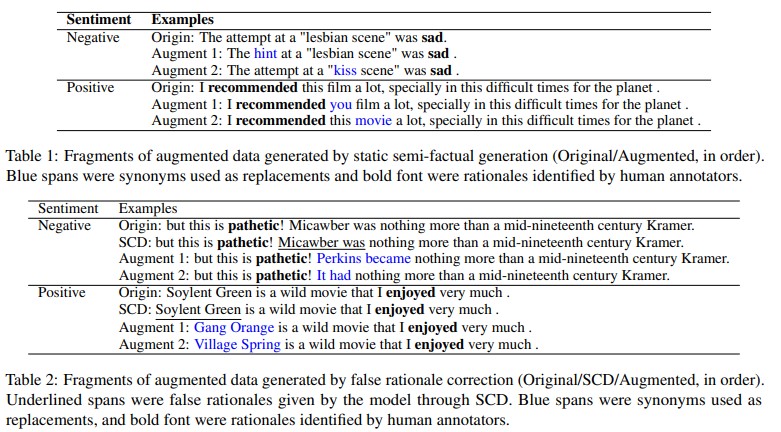 Sentiment Examples
Negative Origin: The attempt at a "lesbian scene" was sad.
Augment 1: The hint at a "lesbian scene" was sad .
Augment 2: The attempt at a "kiss scene" was sad .
Positive Origin: I recommended this film a lot, specially in this difficult times for the planet .
Augment 1: I recommended you film a lot, specially in this difficult times for the planet .
Augment 2: I recommended this movie a lot, specially in this difficult times for the planet .
Table 1: Fragments of augmented data generated by static semi-factual generation (Original/Augmented, in order).
Blue spans were synonyms used as replacements and bold font were rationales identified by human annotators.
Sentiment Examples
Negative Origin: but this is pathetic! Micawber was nothing more than a mid-nineteenth century Kramer.
SCD: but this is pathetic! Micawber was nothing more than a mid-nineteenth century Kramer.
Augment 1: but this is pathetic! Perkins became nothing more than a mid-nineteenth century Kramer.
Augment 2: but this is pathetic! It had nothing more than a mid-nineteenth century Kramer.
Positive Origin: Soylent Green is a wild movie that I enjoyed very much .
SCD: Soylent Green is a wild movie that I enjoyed very much .
Augment 1: Gang Orange is a wild movie that I enjoyed very much .
Augment 2: Village Spring is a wild movie that I enjoyed very much .
Table 2: Fragments of augmented data generated by false rationale correction (Original/SCD/Augmented, in order).
Underlined spans were false rationales given by the model through SCD. Blue spans were synonyms used as
replacements, and bold font were rationales identified by human annotators.